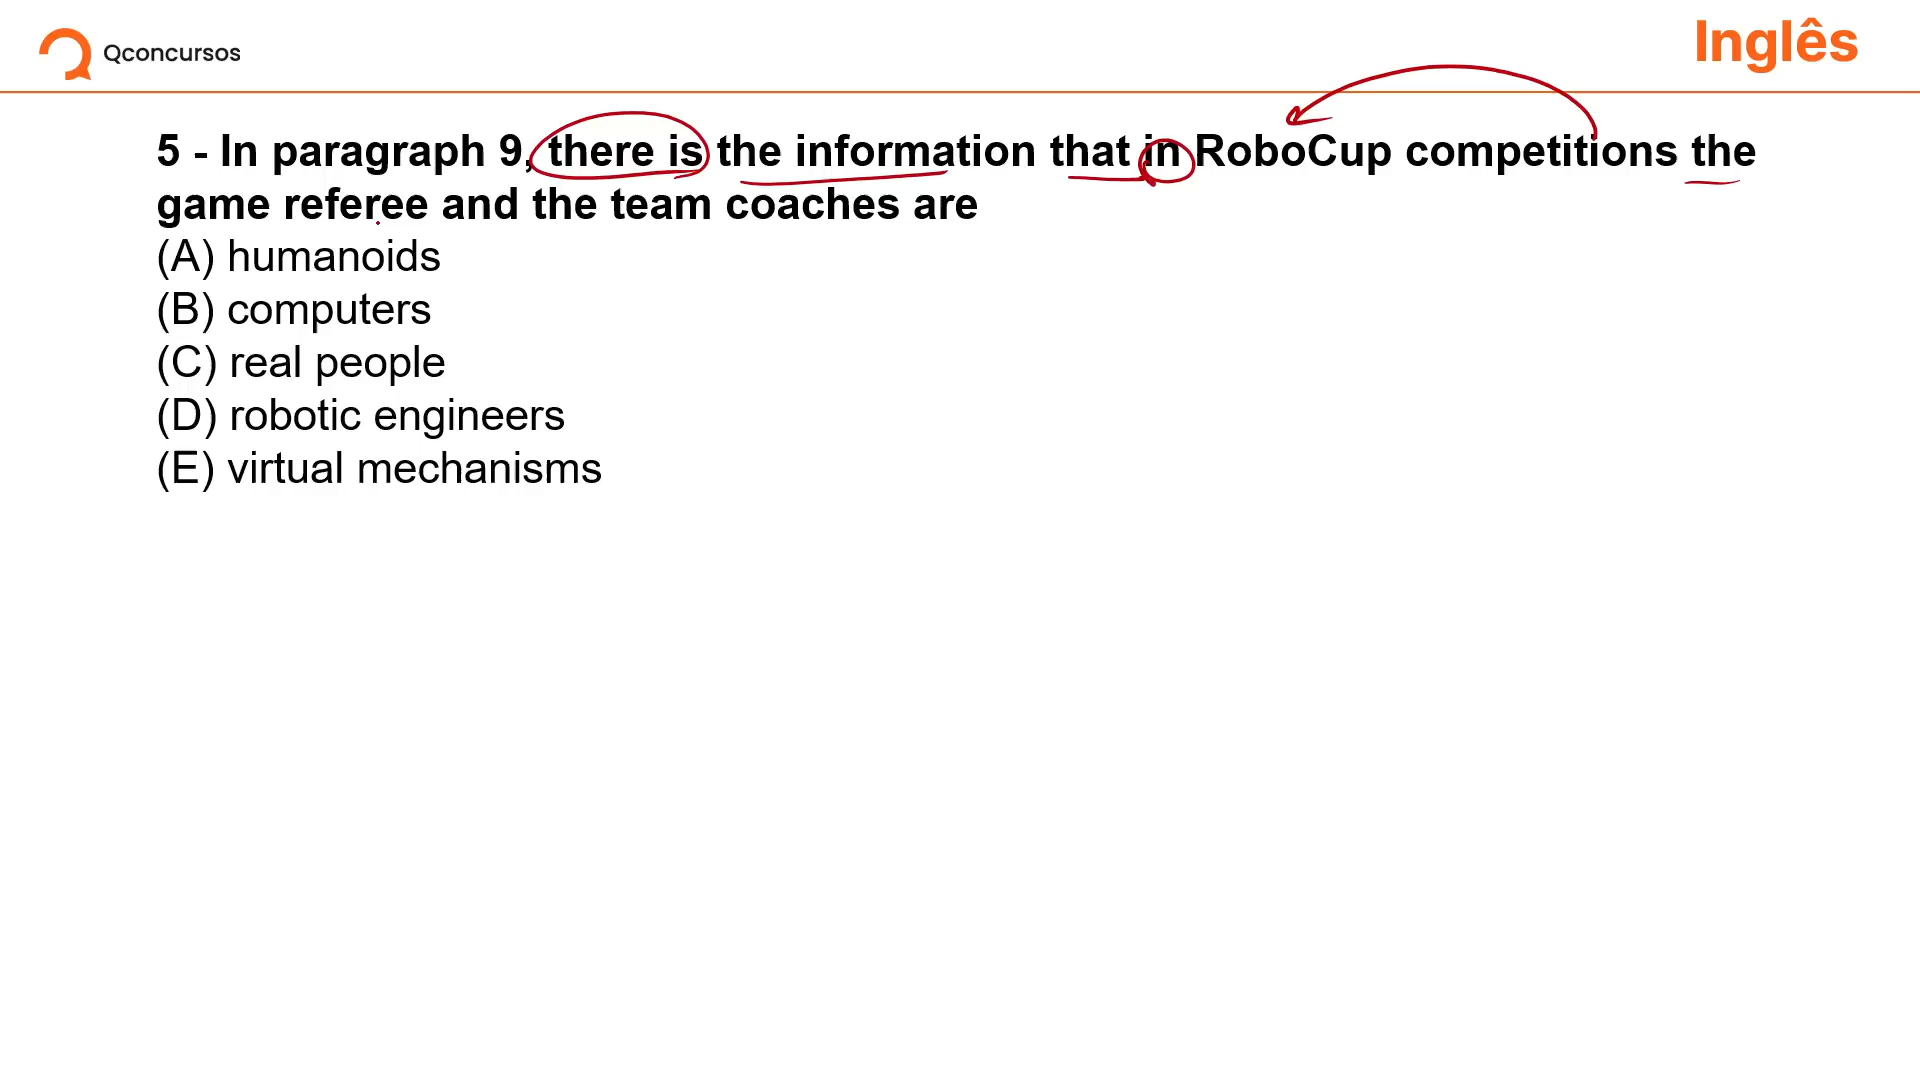 Qconcursos
Inglês
5 - In paragraph 9, there is the information that in RoboCup competitions the
game referee and the team coaches are
(A) humanoids
(B) computers
(C) real people
(D) robotic engineers
(E) virtual mechanisms